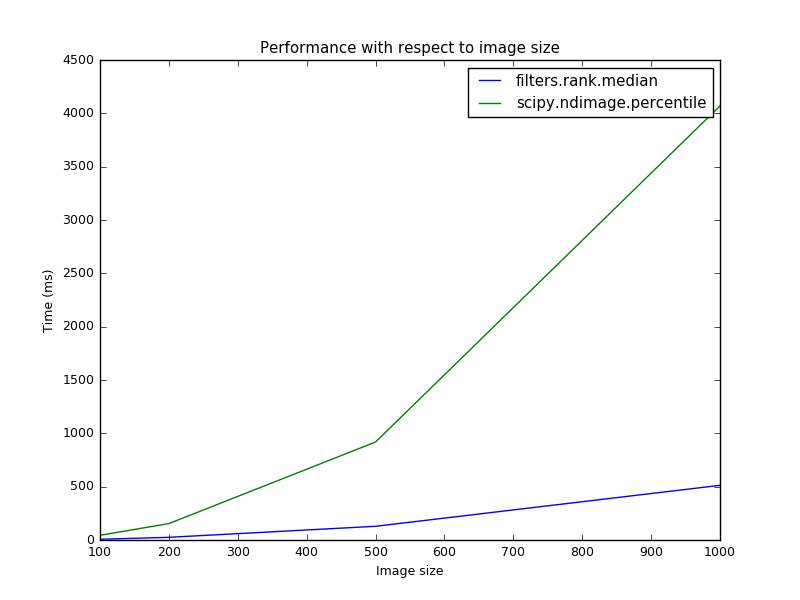 Performance with respect to image size
filters.rank.median
scipy.ndimage.percentile
4500
4000
3500
3000
2500
2000
1500
1000
500
0
Time (ms)
100 200 300 400 500 600 700 800 900 1000
Image size